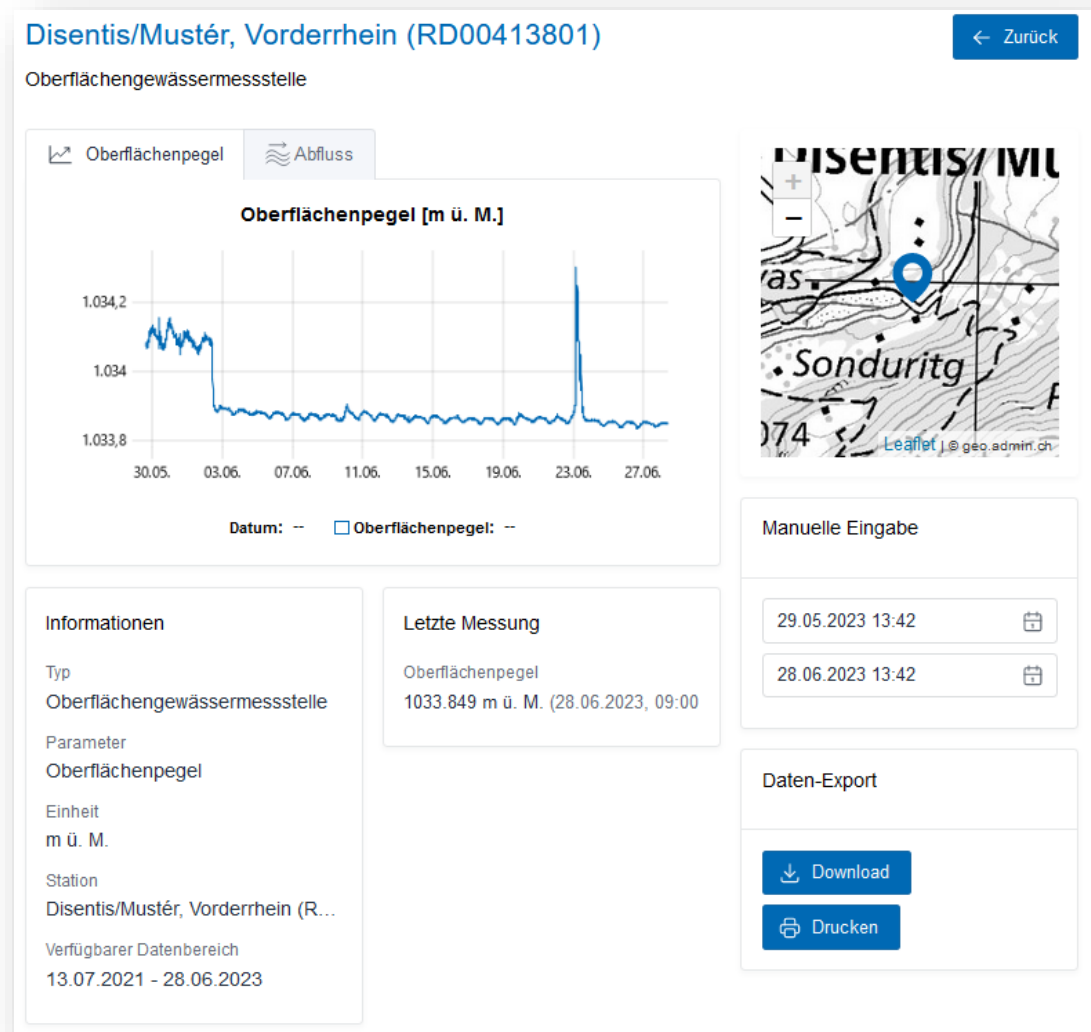 Disentis/Mustér, Vorderrhein (RD00413801)
← Zurück
Oberflächengewässermessstelle
Oberflächenpegel
Abfluss
Oberflächenpegel [m ü. M.]
1.034,2
1.034
1.033,8
30.05. 03.06. 07.06. 11.06. 15.06. 19.06. 23.06. 27.06.
Datum: -- Oberflächenpegel: --
+
−
Sonduritg
Leaflet | © geo.admin.ch
Manuelle Eingabe
29.05.2023 13:42
28.06.2023 13:42
Informationen
Typ
Oberflächengewässermessstelle
Parameter
Oberflächenpegel
Einheit
m ü. M.
Station
Disentis/Mustér, Vorderrhein (R...
Verfügbarer Datenbereich
13.07.2021 - 28.06.2023
Letzte Messung
Oberflächenpegel
1033.849 m ü. M. (28.06.2023, 09:00
Daten-Export
Download
Drucken